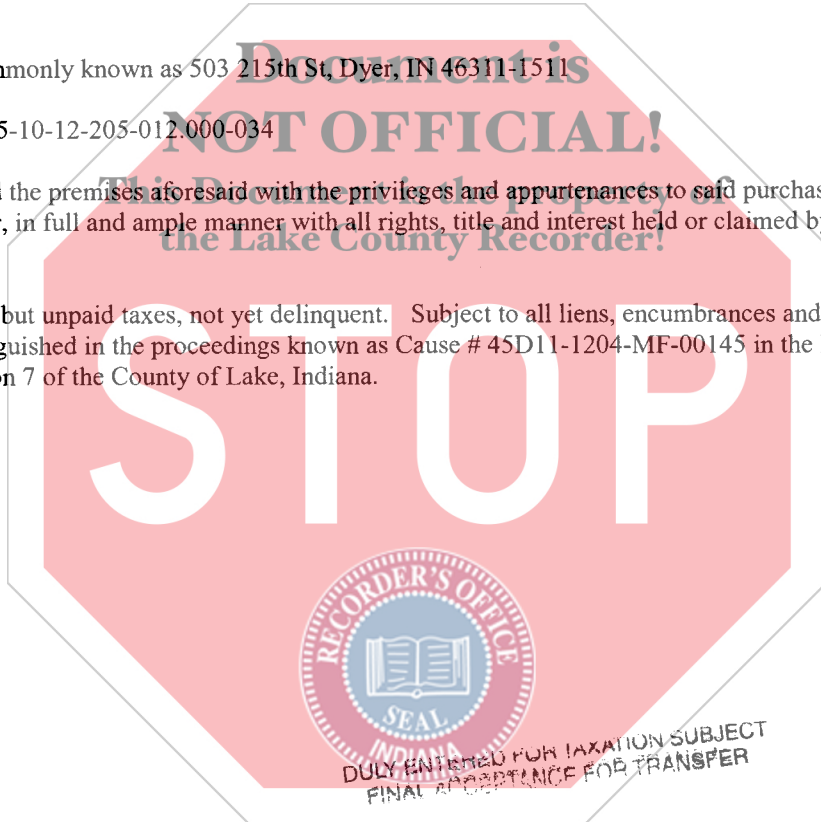 Document is
mmonly known as 503 215th St, Dyer, IN 46311-1511
NOT OFFICIAL!
5-10-12-205-012.000-034
This Document is the property of
the premises aforesaid with the privileges and appurtenances to said purchas
, in full and ample manner with all rights, title and interest held or claimed by
the Lake County Recorder!
but unpaid taxes, not yet delinquent. Subject to all liens, encumbrances and
guished in the proceedings known as Cause # 45D11-1204-MF-00145 in the
n 7 of the County of Lake, Indiana.
STOP
RECORDER'S OFFICE
SEAL
INDIANA
DULY ENTERED FOR TAXATION SUBJECT
FINAL ACCEPTANCE FOR TRANSFER